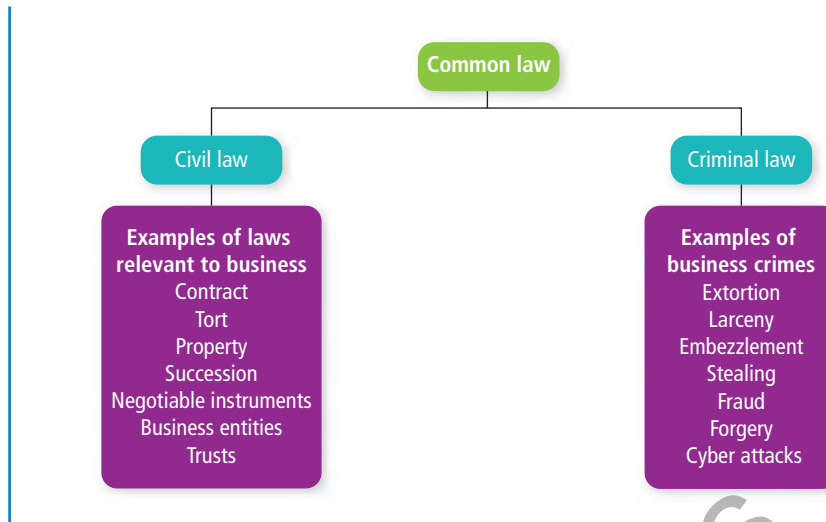 Common law
Civil law
Criminal law
Examples of laws
relevant to business
Contract
Tort
Property
Succession
Negotiable instruments
Business entities
Trusts
Examples of
business crimes
Extortion
Larceny
Embezzlement
Stealing
Fraud
Forgery
Cyber attacks